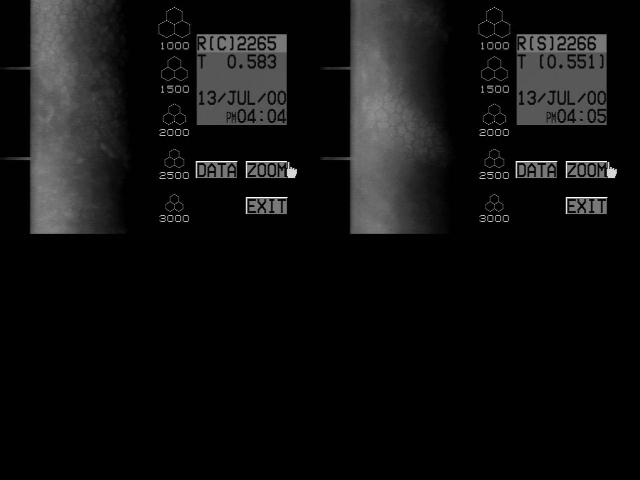 1000
R[C]2265
T 0.583
1500
13/JUL/00
PM04:04
2000
DATA ZOOM
2500
EXIT
3000
1000
R[S]2266
T [0.551]
1500
13/JUL/00
PM04:05
2000
DATA ZOOM
2500
EXIT
3000